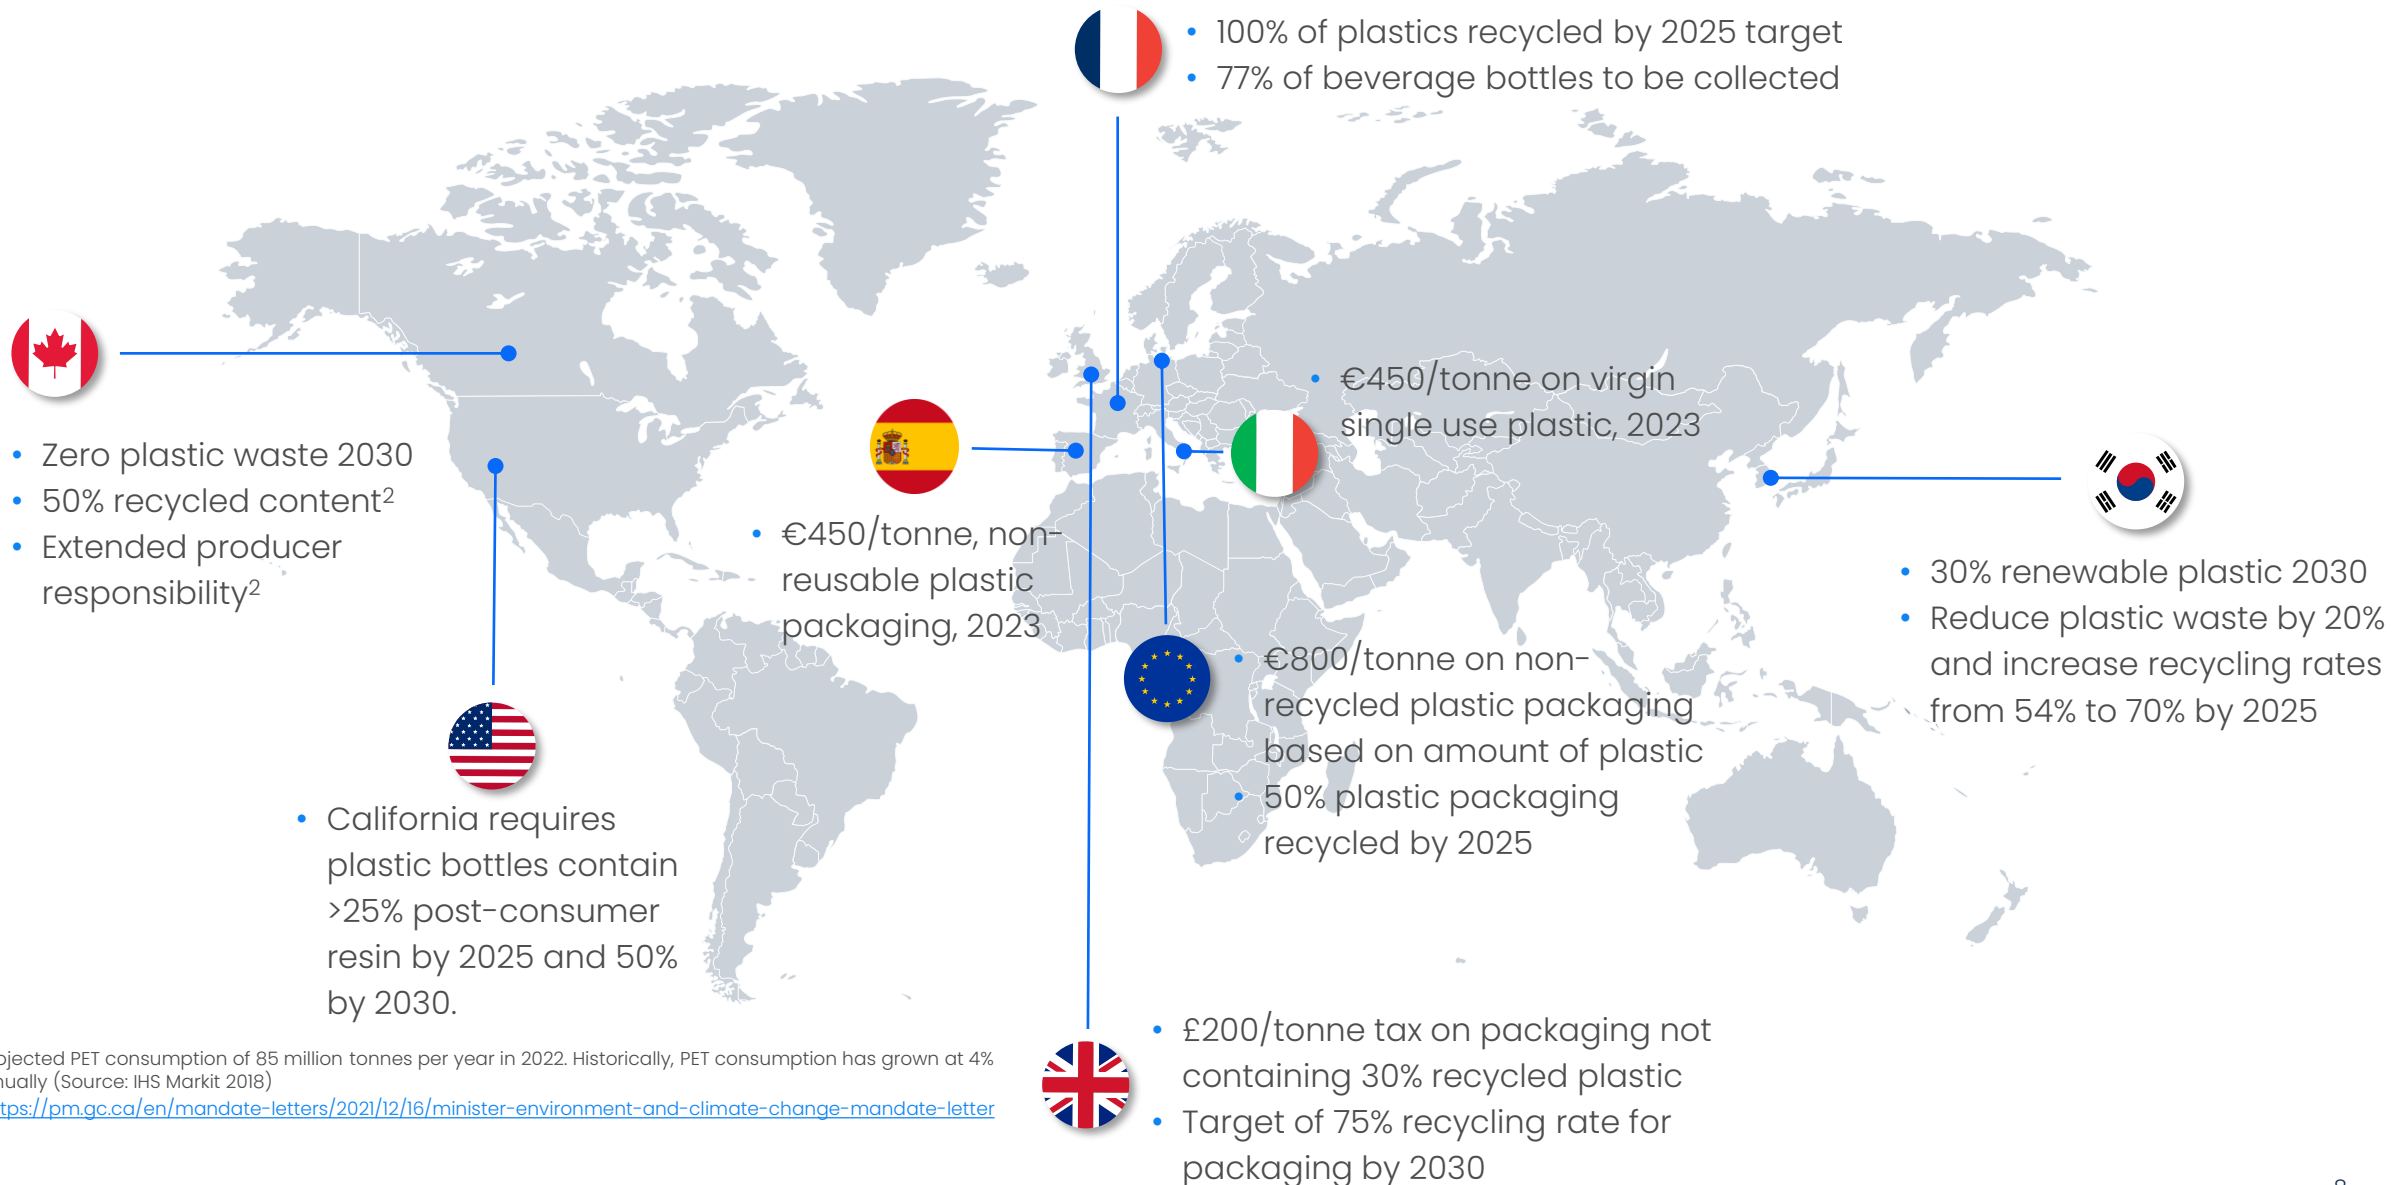 • 100% of plastics recycled by 2025 target
• 77% of beverage bottles to be collected
• Zero plastic waste 2030
• 50% recycled content²
• Extended producer
responsibility²
• €450/tonne, non-
reusable plastic
packaging, 2023
• €450/tonne on virgin
single use plastic, 2023
• 30% renewable plastic 2030
• Reduce plastic waste by 20%
and increase recycling rates
from 54% to 70% by 2025
• €800/tonne on non-
recycled plastic packaging
based on amount of plastic
• 50% plastic packaging
recycled by 2025
• California requires
plastic bottles contain
>25% post-consumer
resin by 2025 and 50%
by 2030.
• £200/tonne tax on packaging not
containing 30% recycled plastic
• Target of 75% recycling rate for
packaging by 2030
ojected PET consumption of 85 million tonnes per year in 2022. Historically, PET consumption has grown at 4%
nually (Source: IHS Markit 2018)
tps://pm.gc.ca/en/mandate-letters/2021/12/16/minister-environment-and-climate-change-mandate-letter